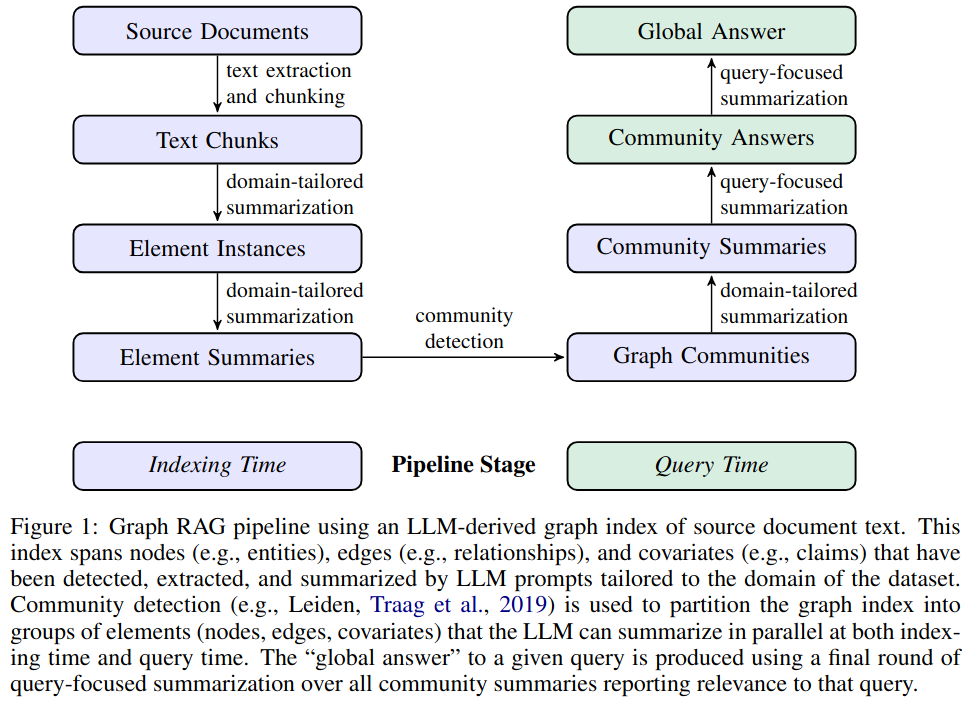 Source Documents
text extraction
and chunking
Text Chunks
domain-tailored
summarization
Element Instances
domain-tailored
summarization
Element Summaries
community
detection
Global Answer
query-focused
summarization
Community Answers
query-focused
summarization
Community Summaries
domain-tailored
summarization
Graph Communities
Indexing Time
Pipeline Stage
Query Time
Figure 1: Graph RAG pipeline using an LLM-derived graph index of source document text. This
index spans nodes (e.g., entities), edges (e.g., relationships), and covariates (e.g., claims) that have
been detected, extracted, and summarized by LLM prompts tailored to the domain of the dataset.
Community detection (e.g., Leiden, Traag et al., 2019) is used to partition the graph index into
groups of elements (nodes, edges, covariates) that the LLM can summarize in parallel at both index-
ing time and query time. The “global answer” to a given query is produced using a final round of
query-focused summarization over all community summaries reporting relevance to that query.